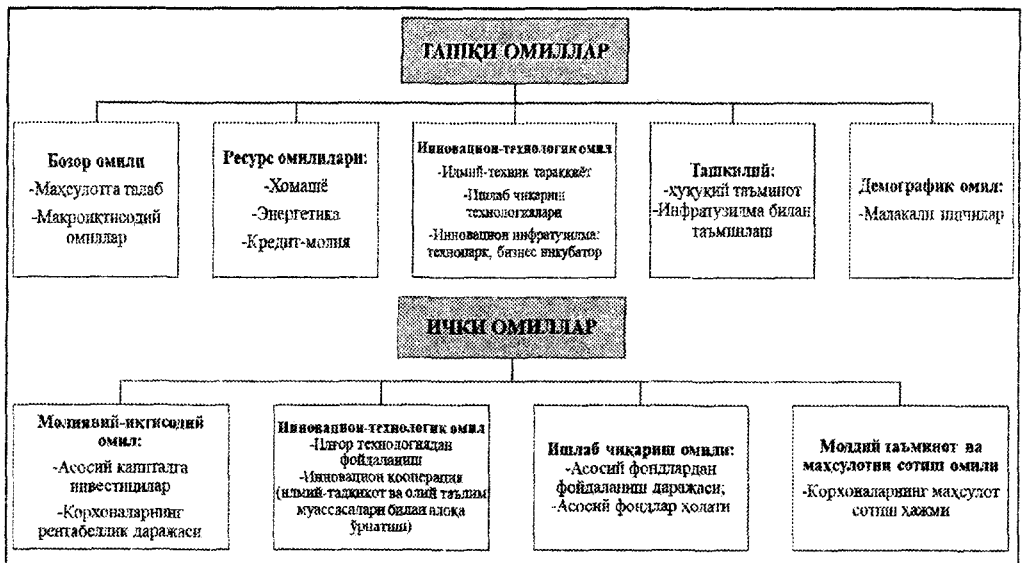 ТАШҚИ ОМИЛЛАР
Бозор омили
-Маҳсулотга талаб
-Макроиқтисодий
омиллар
Ресурс омилилари:
-Хомашё
-Энергетика
-Кредит-молия
Инновацион-технологик омил
-Илмий-техник тараққиёт
-Ишлаб чиқариш
технологиялари
-Инновацион инфратузилма:
технопарк, бизнес инкубатор
Ташкилий:
-ҳуқуқий таъминот
-Инфратузилма билан
таъминлаш
Демографик омил:
-Малакали ишчилар
ИЧКИ ОМИЛЛАР
Молиявий-иқтисодий
омил:
-Асосий капиталга
инвестициялар
-Корхоналарнинг
рентабеллик даражаси
Инновацион-технологик омил
-Илғор технологиядан
фойдаланиш
-Инновацион кооперация
(илмий-тадқиқот ва олий таълим
муассасалари билан алоқа
ўрнатиш)
Ишлаб чиқариш омили:
-Асосий фондлардан
фойдаланиш даражаси;
-Асосий фондлар ҳолати
Моддий таъминот ва
маҳсулотни сотиш омили
-Корхоналарнинг маҳсулот
сотиш ҳажми